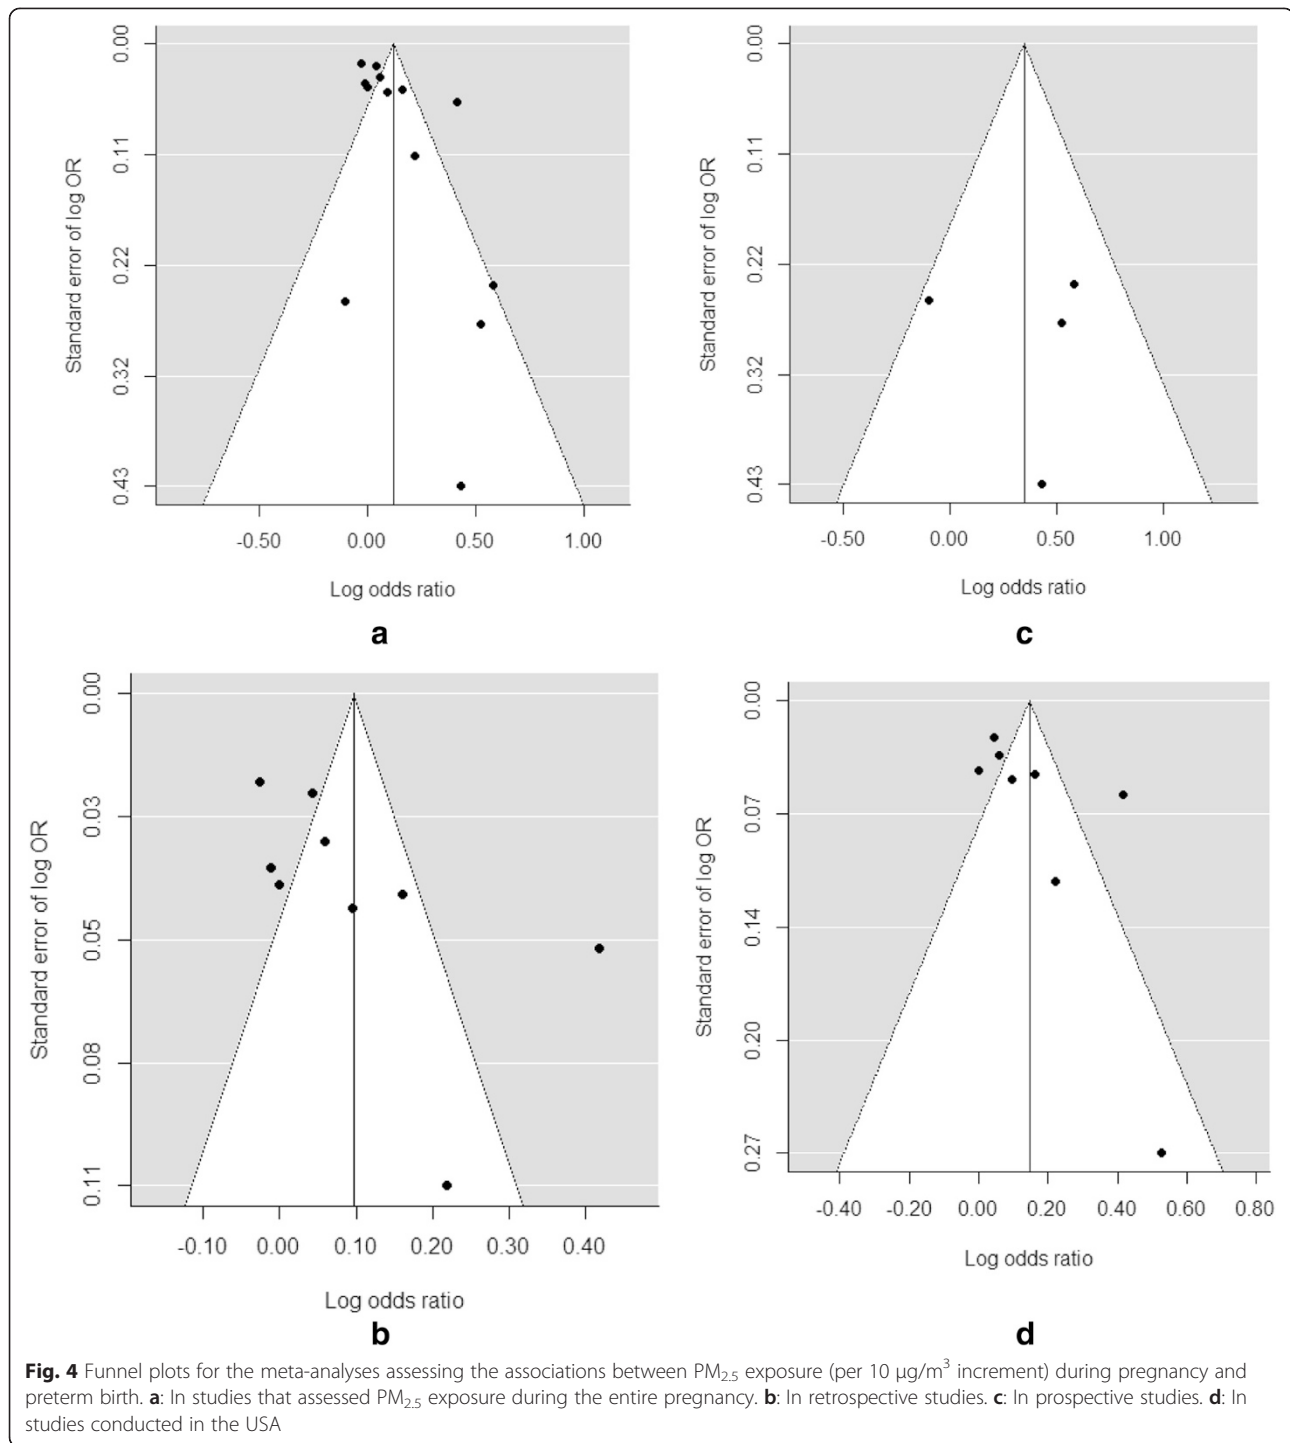 0.00
0.11
0.22
0.32
0.43
Standard error of log OR
-0.50 0.00 0.50 1.00
Log odds ratio
a
0.00
0.11
0.22
0.32
0.43
Standard error of log OR
-0.50 0.00 0.50 1.00
Log odds ratio
c
0.00
0.03
0.05
0.08
0.11
Standard error of log OR
-0.10 0.00 0.10 0.20 0.30 0.40
Log odds ratio
b
0.00
0.07
0.14
0.20
0.27
Standard error of log OR
-0.40 -0.20 0.00 0.20 0.40 0.60 0.80
Log odds ratio
d
Fig. 4 Funnel plots for the meta-analyses assessing the associations between PM2.5 exposure (per 10 μg/m3 increment) during pregnancy and
preterm birth. a: In studies that assessed PM2.5 exposure during the entire pregnancy. b: In retrospective studies. c: In prospective studies. d: In
studies conducted in the USA